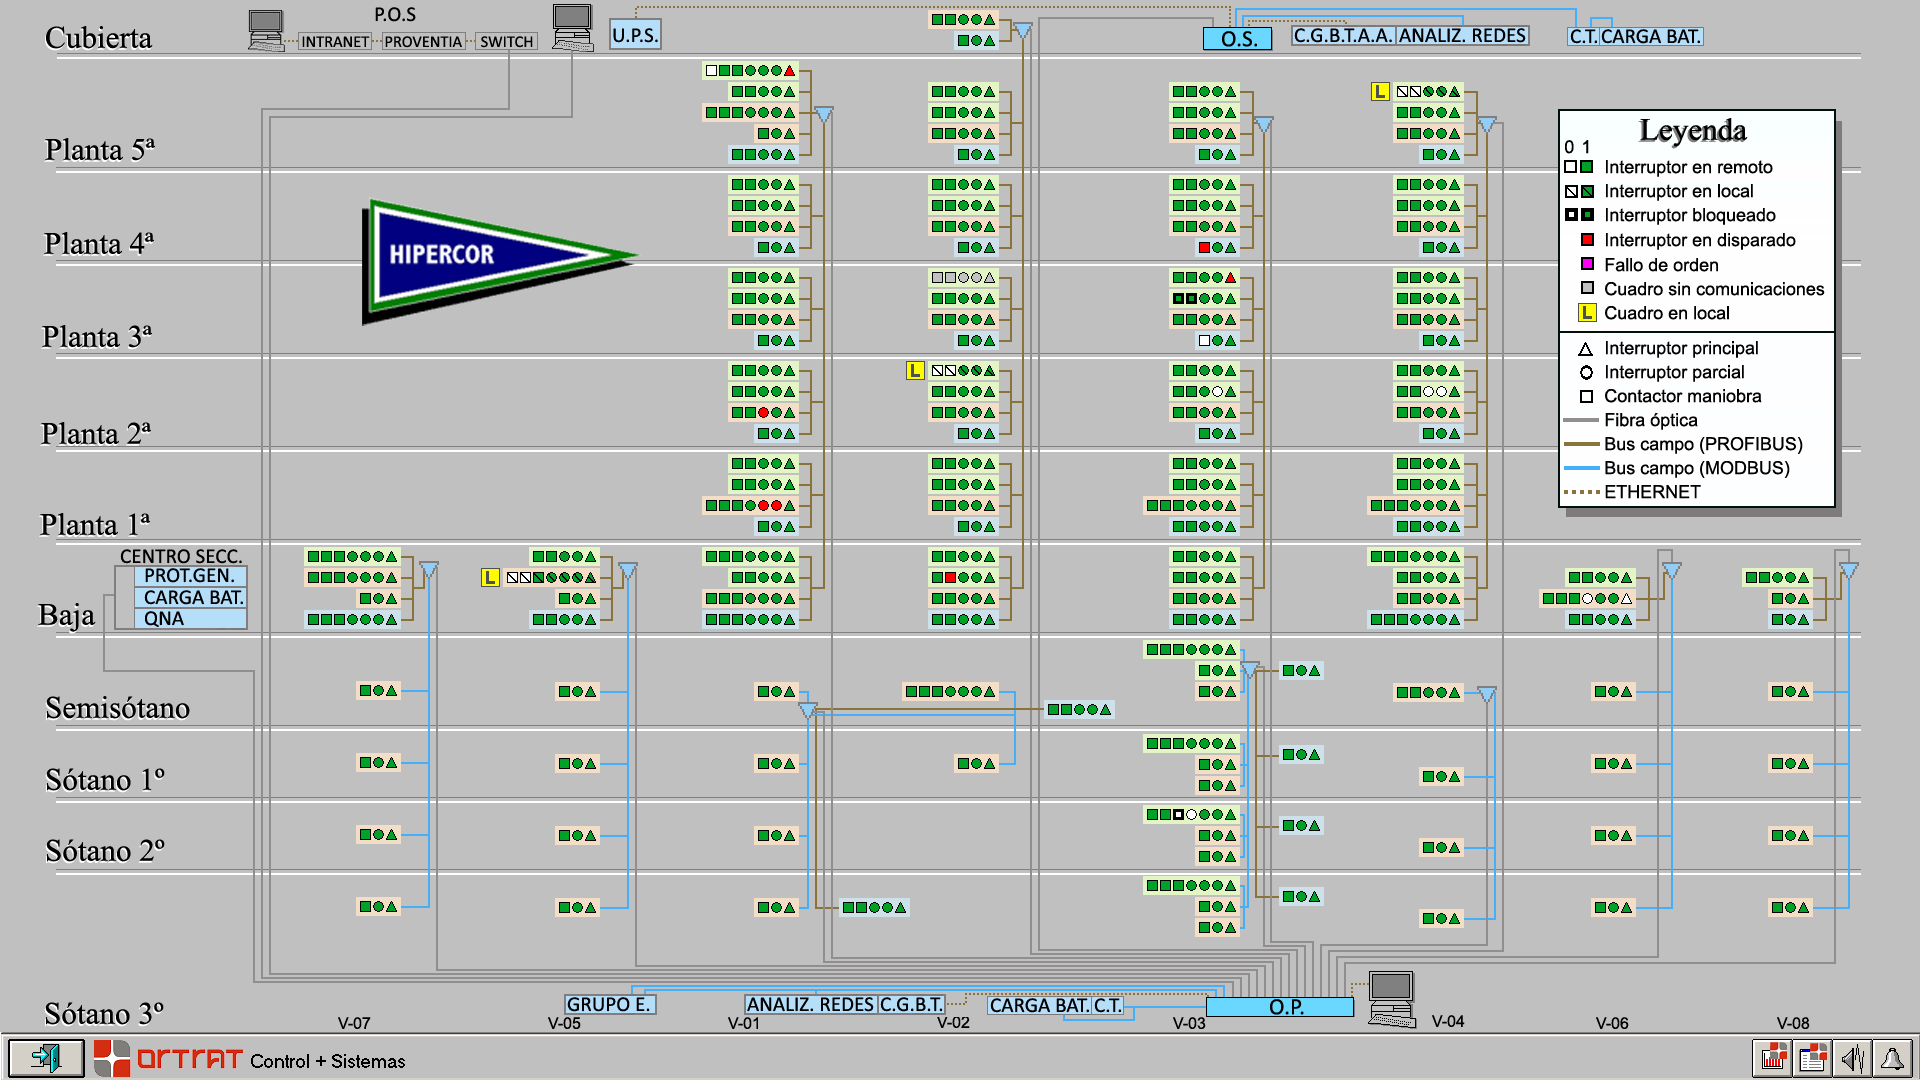 P.O.S
Cubierta
INTRANET
PROVENTIA
SWITCH
U.P.S.
O.S.
C.G.B.T.A.A.
ANALIZ. REDES
C.T.
CARGA BAT.
Planta 5ª
Planta 4ª
Planta 3ª
Planta 2ª
Planta 1ª
HIPERCOR
L
L
L
Leyenda
0 1
Interruptor en remoto
Interruptor en local
Interruptor bloqueado
Interruptor en disparado
Fallo de orden
Cuadro sin comunicaciones
L Cuadro en local
Interruptor principal
Interruptor parcial
Contactor maniobra
Fibra óptica
Bus campo (PROFIBUS)
Bus campo (MODBUS)
ETHERNET
CENTRO SECC.
PROT.GEN.
CARGA BAT.
QNA
Baja
Semisótano
Sótano 1º
Sótano 2º
Sótano 3º
GRUPO E.
ANALIZ. REDES
C.G.B.T.
CARGA BAT.
C.T.
O.P.
V-07
V-05
V-01
V-02
V-03
V-04
V-06
V-08
ORTRAT Control + Sistemas